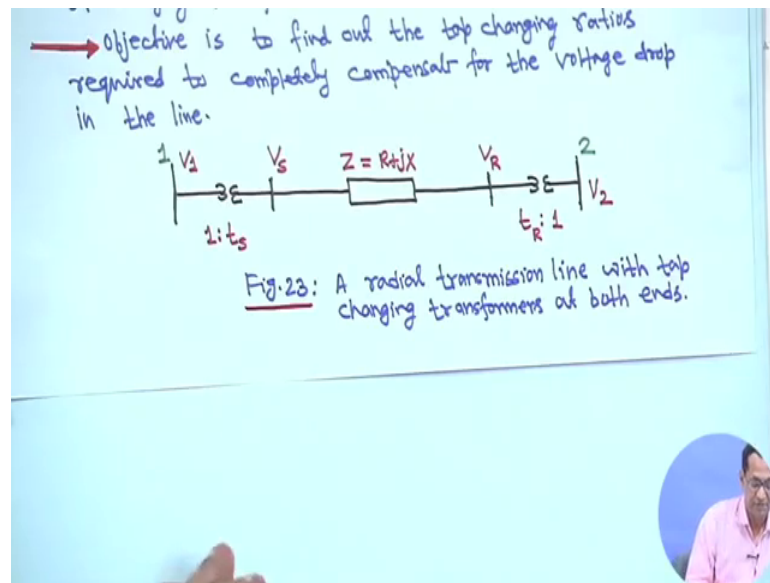 → Objective is to find out the tap changing ratios
required to completely compensat for the voltage drop
in the line.
1 V1 Vs Z = R+jX VR 2
V2
1:ts tR:1
Fig.23: A radial transmission line with tap
changing transformers at both ends.